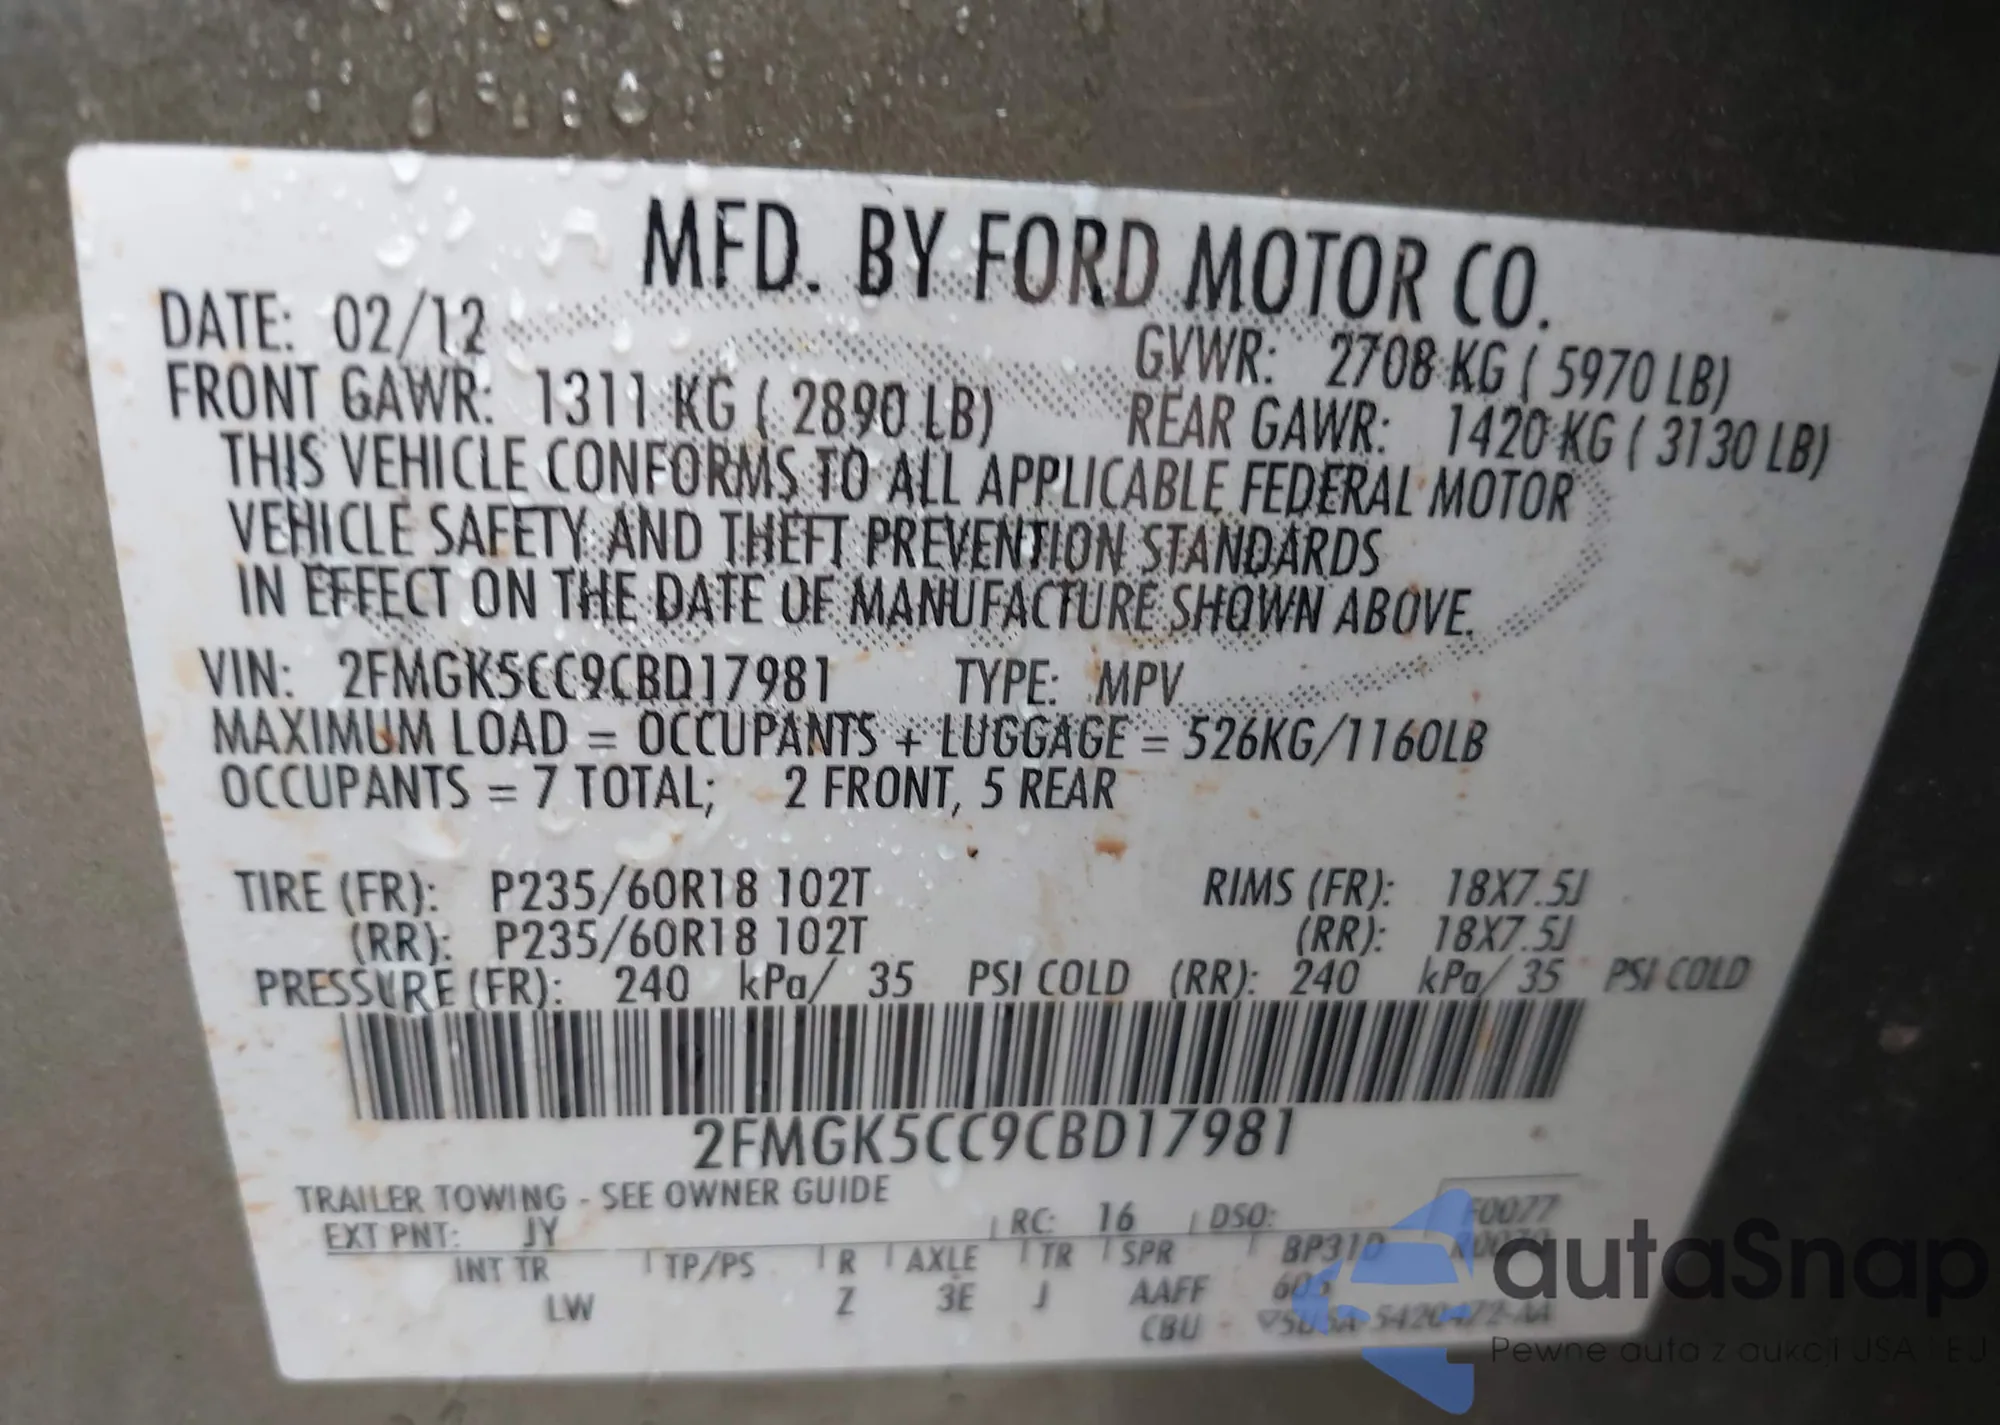 MFD. BY FORD MOTOR CO.
DATE: 02/12 GVWR: 2708 KG ( 5970 LB)
FRONT GAWR: 1311 KG ( 2890 LB) REAR GAWR: 1420 KG ( 3130 LB)
THIS VEHICLE CONFORMS TO ALL APPLICABLE FEDERAL MOTOR
VEHICLE SAFETY AND THEFT PREVENTION STANDARDS
IN EFFECT ON THE DATE OF MANUFACTURE SHOWN ABOVE.
VIN: 2FMGK5CC9CBD17981 TYPE: MPV
MAXIMUM LOAD = OCCUPANTS + LUGGAGE = 526KG/1160LB
OCCUPANTS = 7 TOTAL; 2 FRONT, 5 REAR
TIRE (FR): P235/60R18 102T RIMS (FR): 18X7.5J
(RR): P235/60R18 102T (RR): 18X7.5J
PRESSURE (FR): 240 kPa/ 35 PSI COLD (RR): 240 kPa/ 35 PSI COLD
2FMGK5CC9CBD17981
TRAILER TOWING - SEE OWNER GUIDE
EXT PNT: JY RC: 16 DSO: F0077
INT TR TP/PS R AXLE TR SPR BP31D
LW Z 3E J AAFF
CBU
autaSnap
Pewne auta z aukcji USA i EU